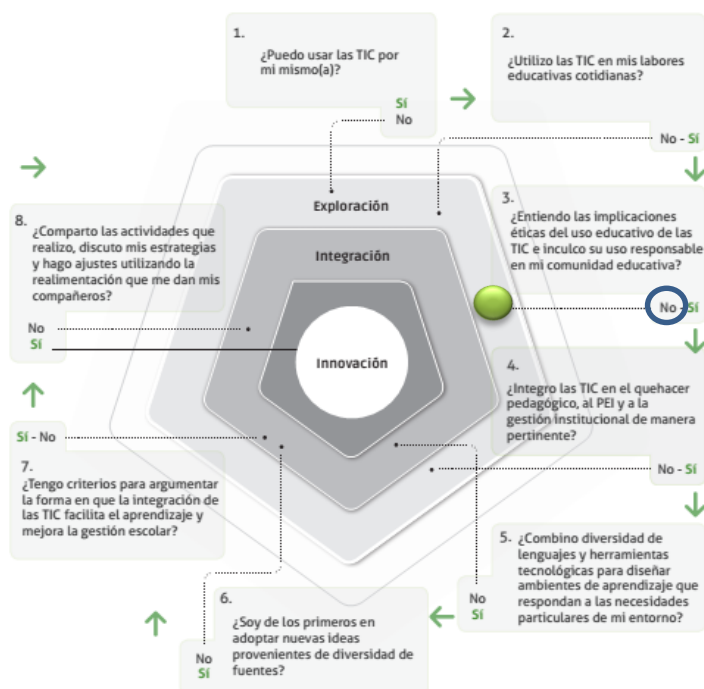 1.
¿Puedo usar las TIC por
mi mismo(a)?
Sí
No
2.
¿Utilizo las TIC en mis labores
educativas cotidianas?
No - Sí
3.
¿Entiendo las implicaciones
éticas del uso educativo de las
TIC e inculco su uso responsable
en mi comunidad educativa?
No - Sí
4.
¿Integro las TIC en el quehacer
pedagógico, al PEI y a la
gestión institucional de manera
pertinente?
No - Sí
5. ¿Combino diversidad de
lenguajes y herramientas
tecnológicas para diseñar
ambientes de aprendizaje que
respondan a las necesidades
particulares de mi entorno?
No
Sí
6.
¿Soy de los primeros en
adoptar nuevas ideas
provenientes de diversidad de
fuentes?
No
Sí
Sí - No
7.
¿Tengo criterios para argumentar
la forma en que la integración de
las TIC facilita el aprendizaje y
mejora la gestión escolar?
8.
¿Comparto las actividades que
realizo, discuto mis estrategias
y hago ajustes utilizando la
realimentación que me dan mis
compañeros?
No
Sí
Exploración
Integración
Innovación